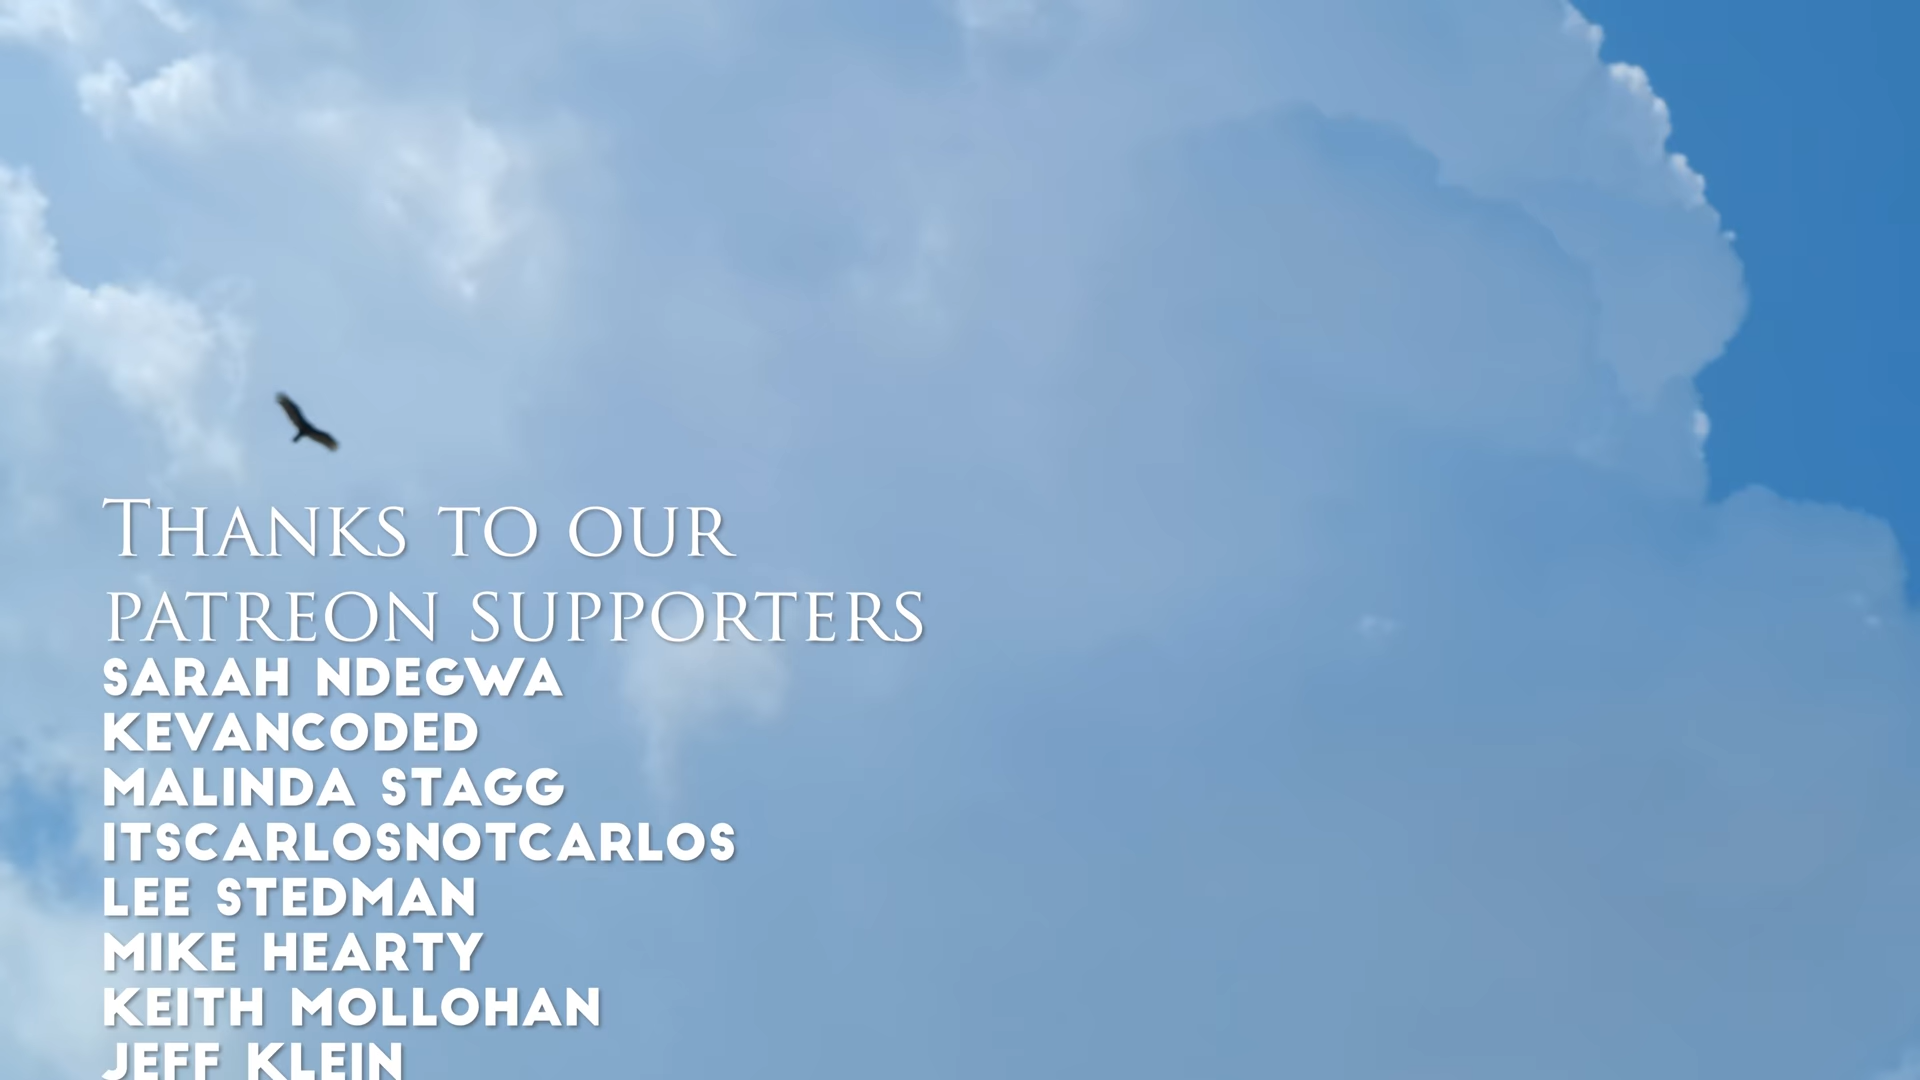 Thanks to our
patreon supporters
SARAH NDEGWA
KEVANCODED
MALINDA STAGG
ITSCARLOSNOTCARLOS
LEE STEDMAN
MIKE HEARTY
KEITH MOLLOHAN
JEFF KLEIN